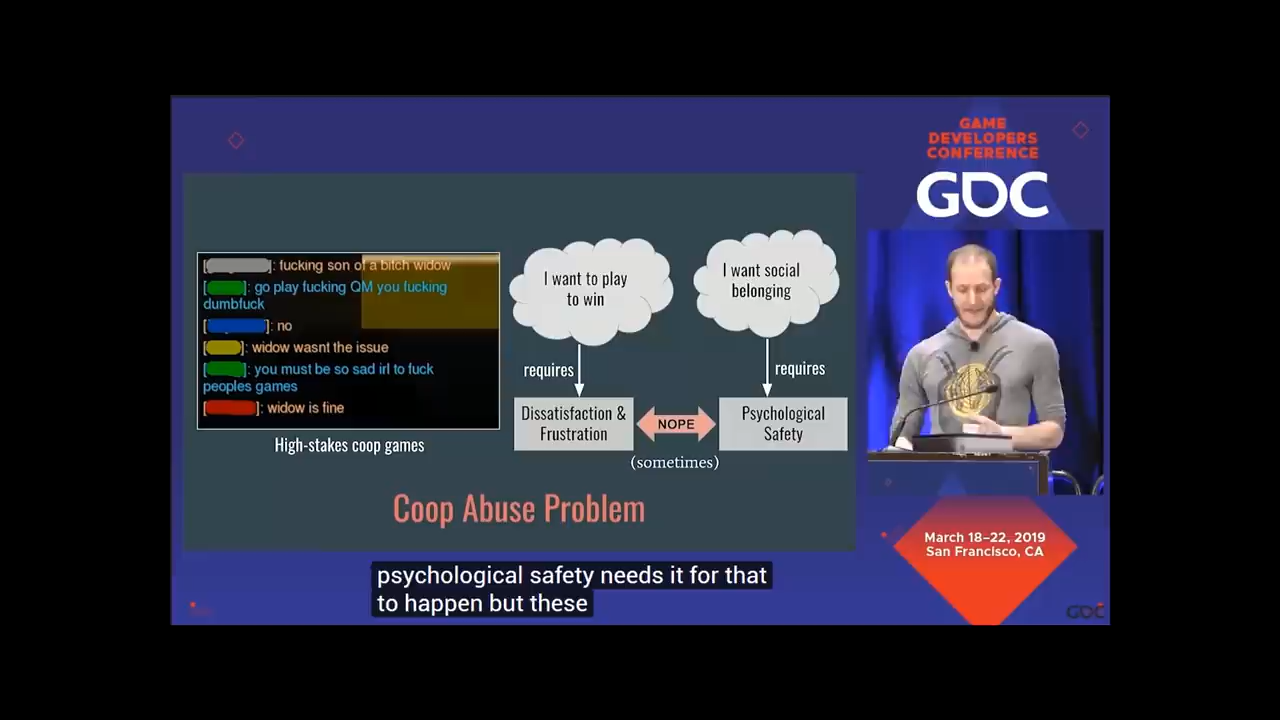 GAME
DEVELOPERS
CONFERENCE
GDC
[ ]: fucking son of a bitch widow
[ ]: go play fucking QM you fucking
dumbfuck
[ ]: no
[ ]: widow wasnt the issue
[ ]: you must be so sad irl to fuck
peoples games
[ ]: widow is fine
High-stakes coop games
I want to play
to win
I want social
belonging
requires
requires
Dissatisfaction &
Frustration
NOPE
Psychological
Safety
(sometimes)
Coop Abuse Problem
March 18–22, 2019
San Francisco, CA
psychological safety needs it for that
to happen but these
GDC